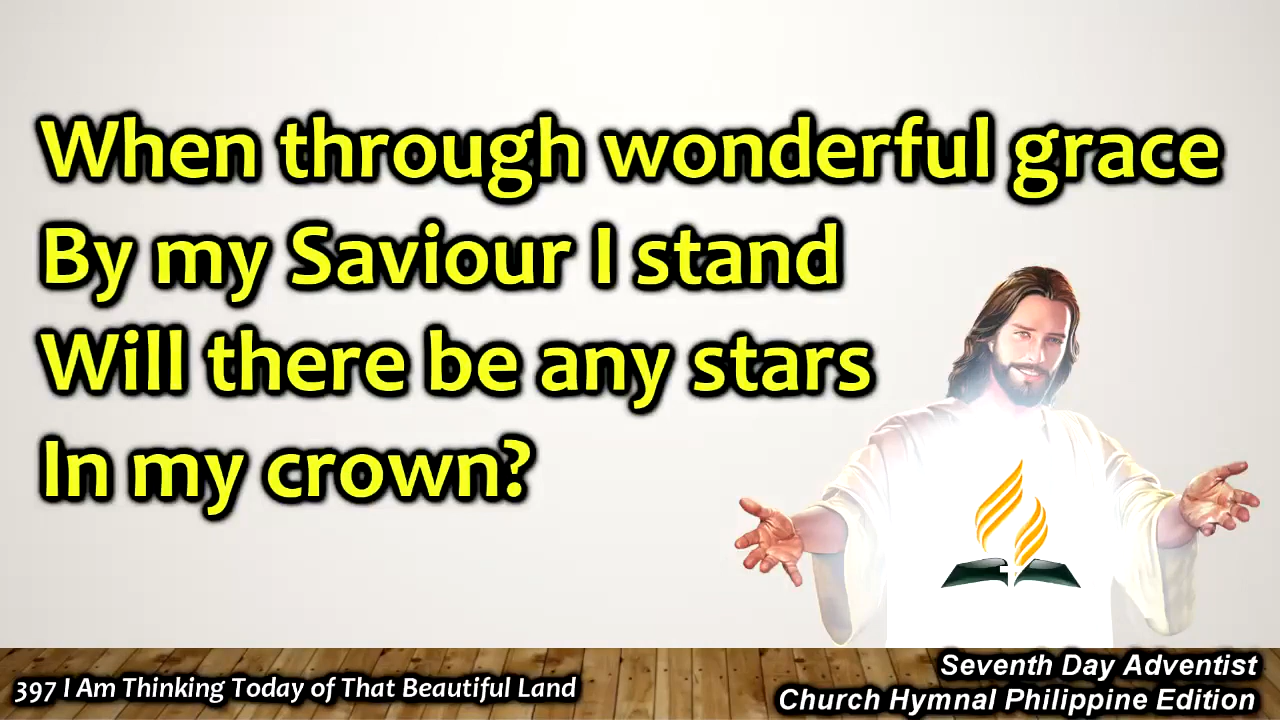 When through wonderful grace
By my Saviour I stand
Will there be any stars
In my crown?
397 I Am Thinking Today of That Beautiful Land
Seventh Day Adventist
Church Hymnal Philippine Edition